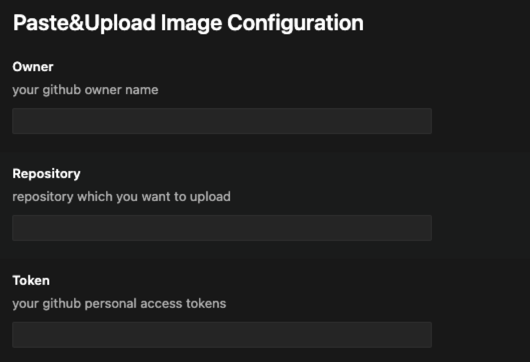 Paste&Upload Image Configuration
Owner
your github owner name
Repository
repository which you want to upload
Token
your github personal access tokens